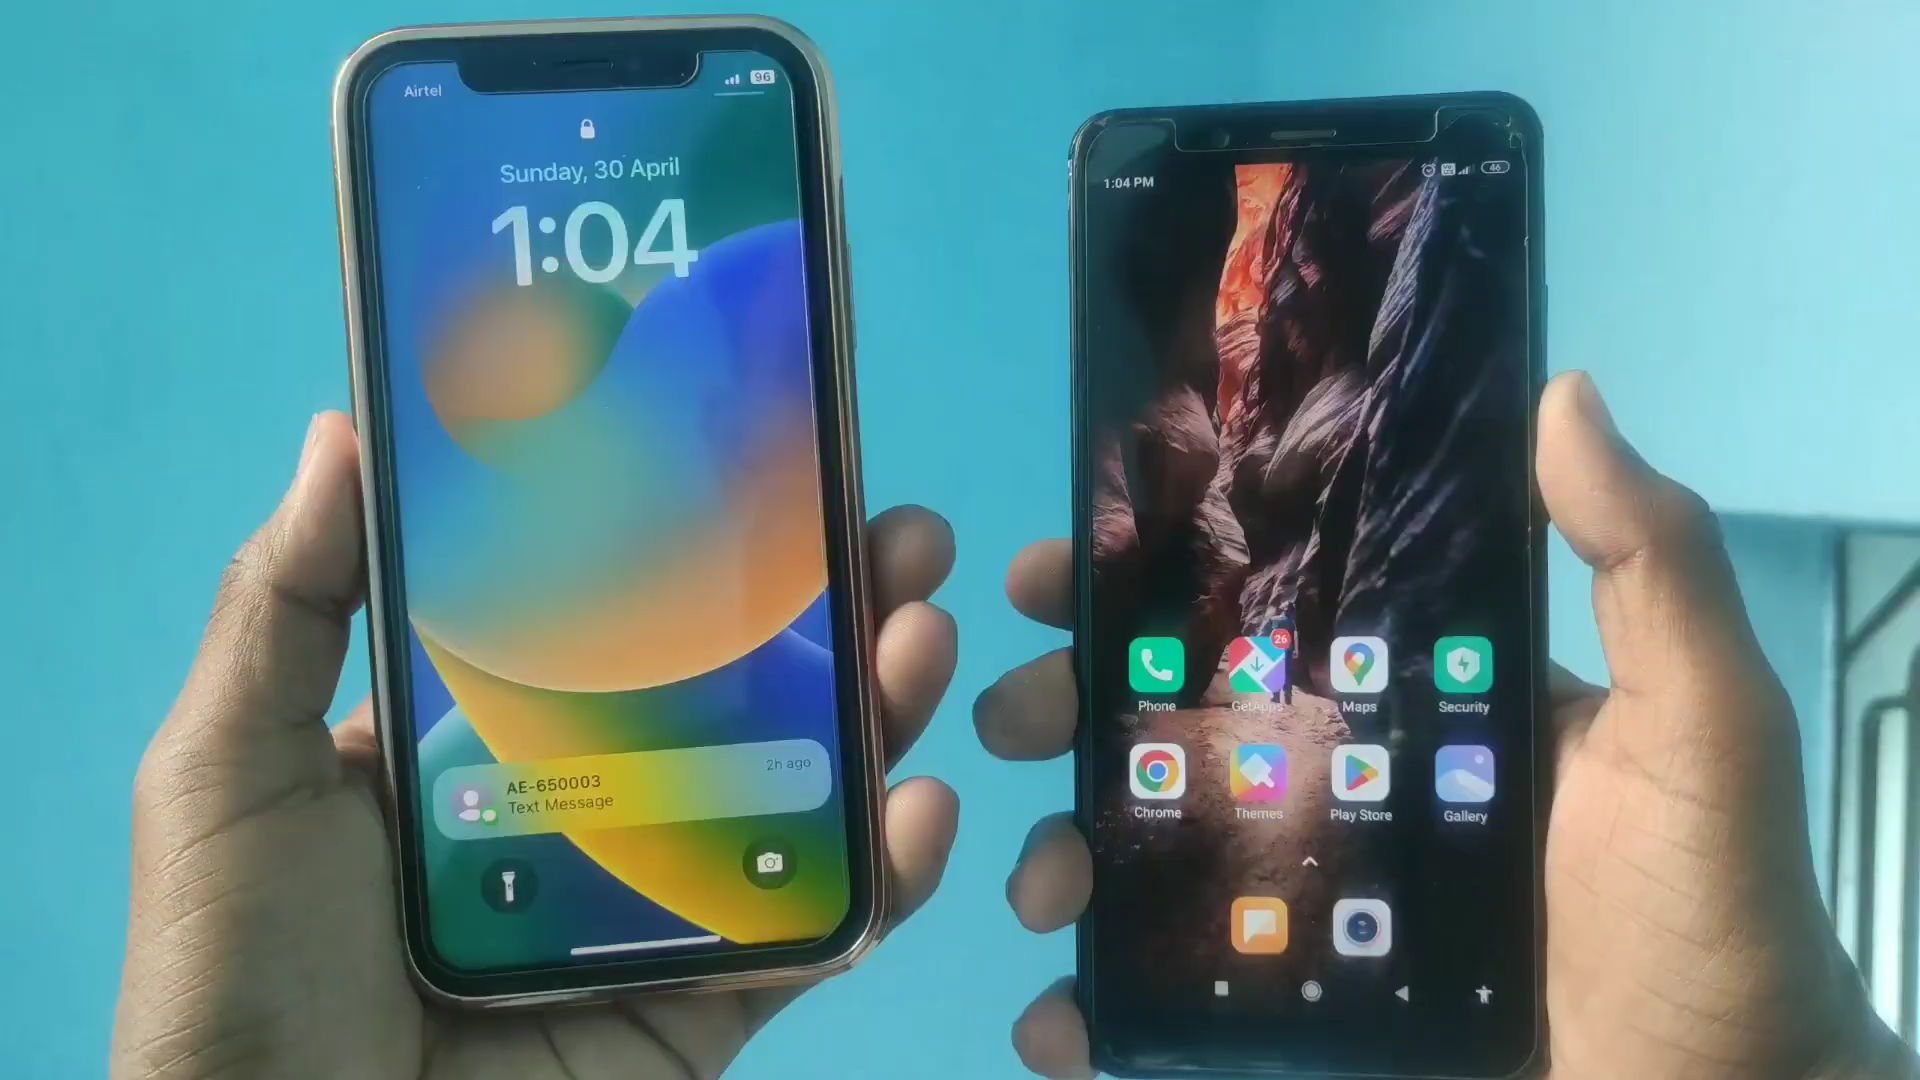 Airtel
96
Sunday, 30 April
1:04
AE-650003
2h ago
Text Message
1:04 PM
46
26
Phone
GetApps
Maps
Security
Chrome
Themes
Play Store
Gallery